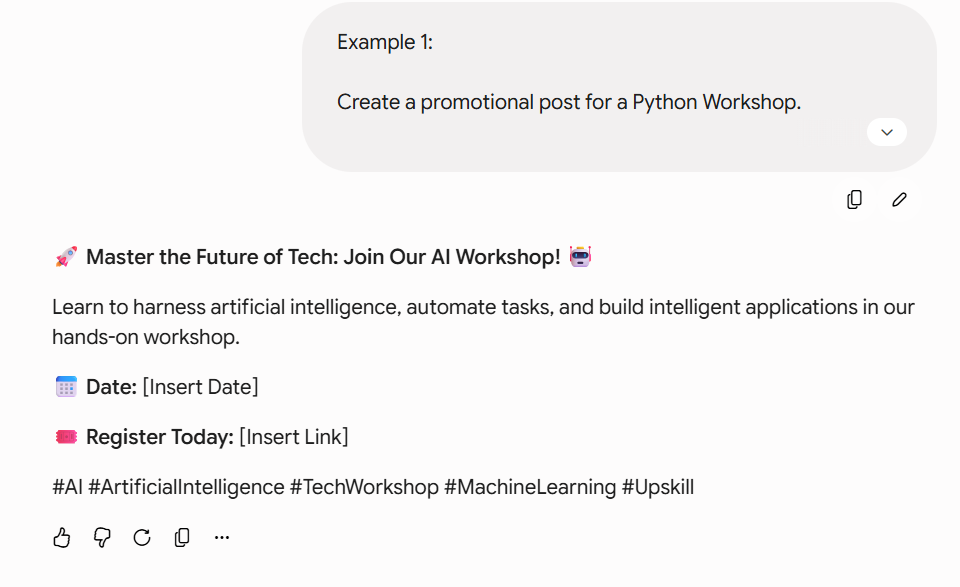 Example 1:
Create a promotional post for a Python Workshop.
🚀 Master the Future of Tech: Join Our AI Workshop! 🤖
Learn to harness artificial intelligence, automate tasks, and build intelligent applications in our
hands-on workshop.
📅 Date: [Insert Date]
🎟️ Register Today: [Insert Link]
#AI #ArtificialIntelligence #TechWorkshop #MachineLearning #Upskill